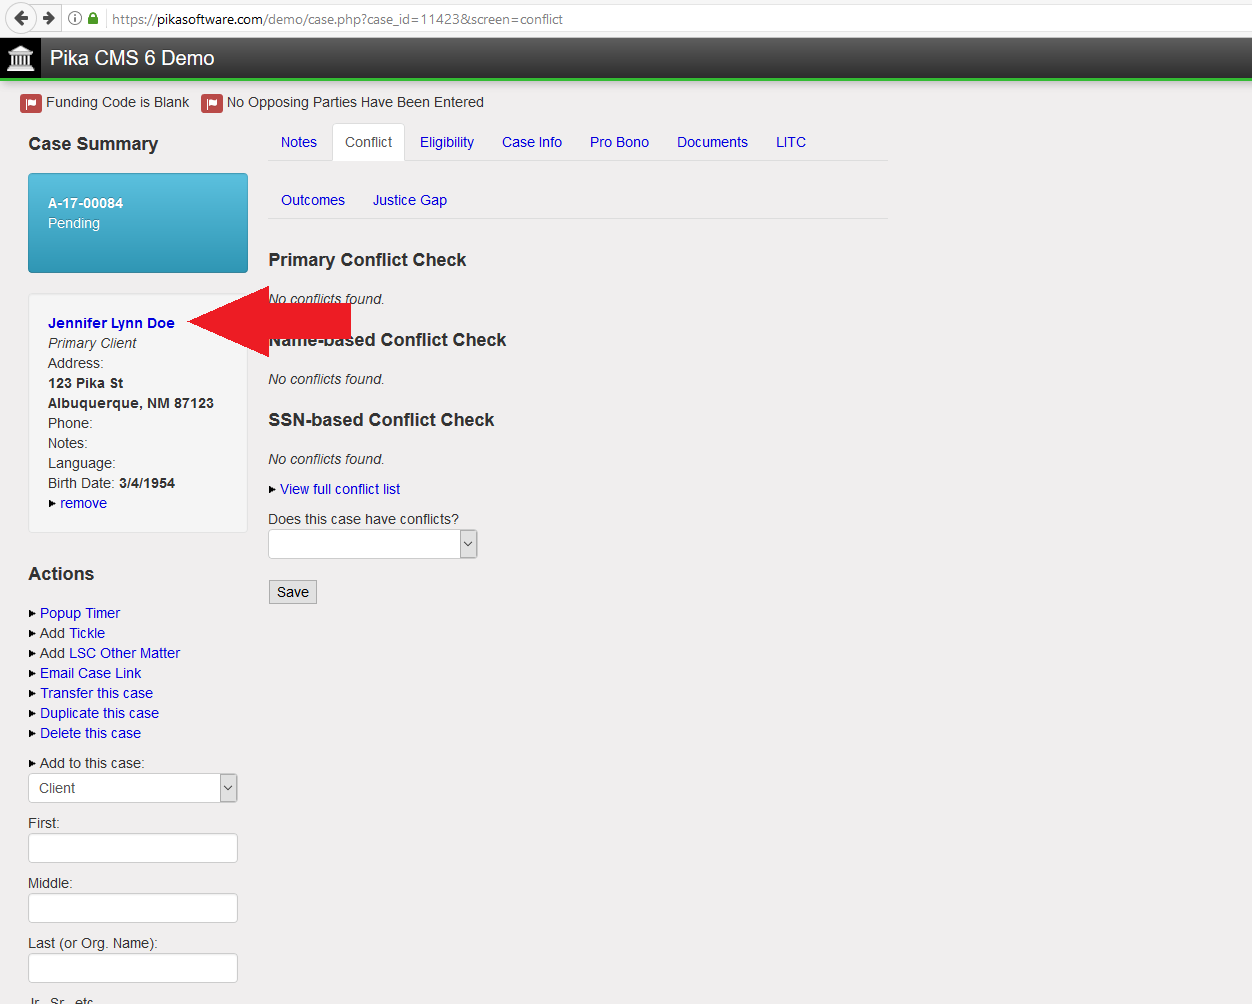 https://pikasoftware.com/demo/case.php?case_id=11423&screen=conflict
Pika CMS 6 Demo
Funding Code is Blank No Opposing Parties Have Been Entered
Case Summary
A-17-00084
Pending
Jennifer Lynn Doe
Primary Client
Address:
123 Pika St
Albuquerque, NM 87123
Phone:
Notes:
Language:
Birth Date: 3/4/1954
remove
Actions
Popup Timer
Add Tickle
Add LSC Other Matter
Email Case Link
Transfer this case
Duplicate this case
Delete this case
Add to this case:
Client
First:
Middle:
Last (or Org. Name):
Jr., Sr., etc.
Notes Conflict Eligibility Case Info Pro Bono Documents LITC
Outcomes Justice Gap
Primary Conflict Check
No conflicts found.
Name-based Conflict Check
No conflicts found.
SSN-based Conflict Check
No conflicts found.
View full conflict list
Does this case have conflicts?
Save